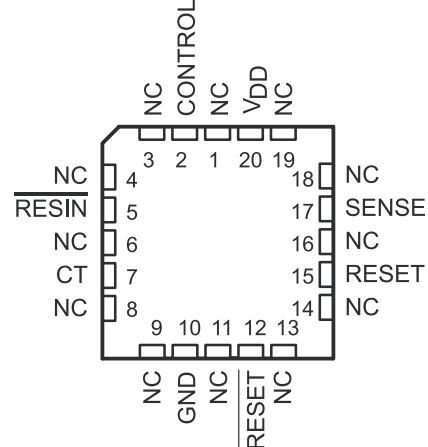 NC CONTROL NC VDD NC
3 2 1 20 19
NC 4 18 NC
RESIN 5 17 SENSE
NC 6 16 NC
CT 7 15 RESET
NC 8 14 NC
9 10 11 12 13
NC GND NC RESET NC